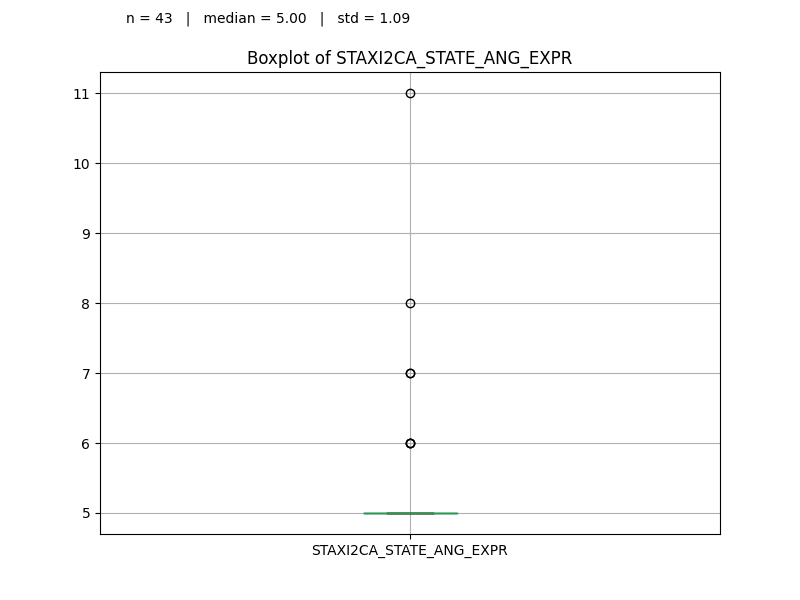 n = 43   |   median = 5.00   |   std = 1.09
Boxplot of STAXI2CA_STATE_ANG_EXPR
11
10
9
8
7
6
5
STAXI2CA_STATE_ANG_EXPR